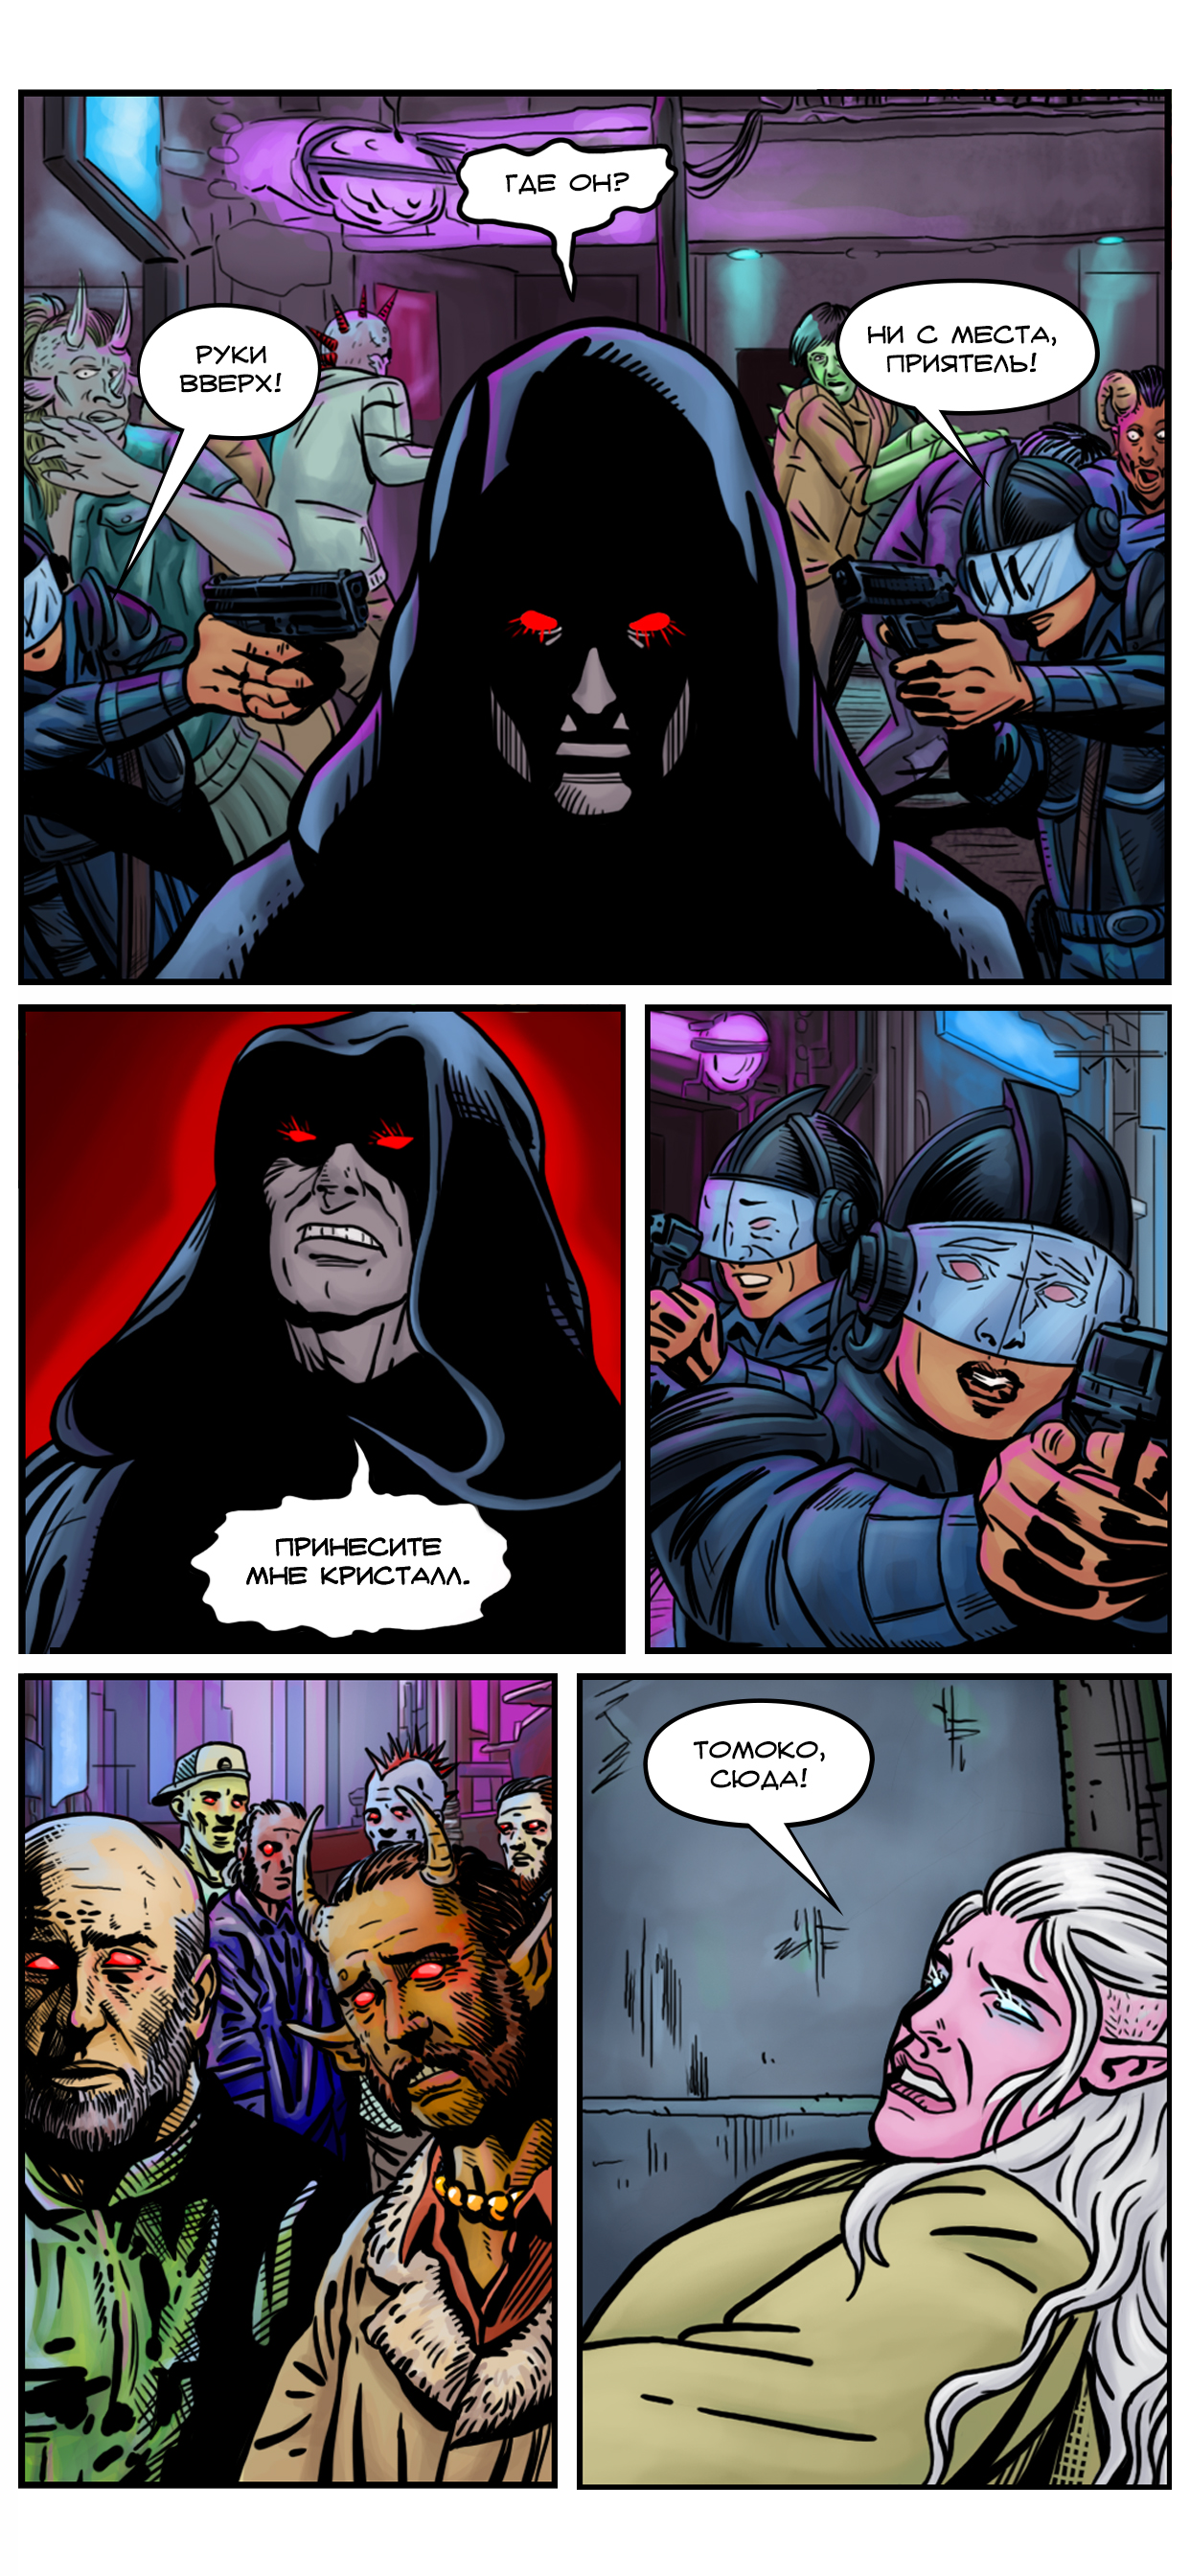 ГДЕ ОН?
РУКИ
ВВЕРХ!
НИ С МЕСТА,
ПРИЯТЕЛЬ!
ПРИНЕСИТЕ
МНЕ КРИСТАЛЛ.
ТОМОКО,
СЮДА!